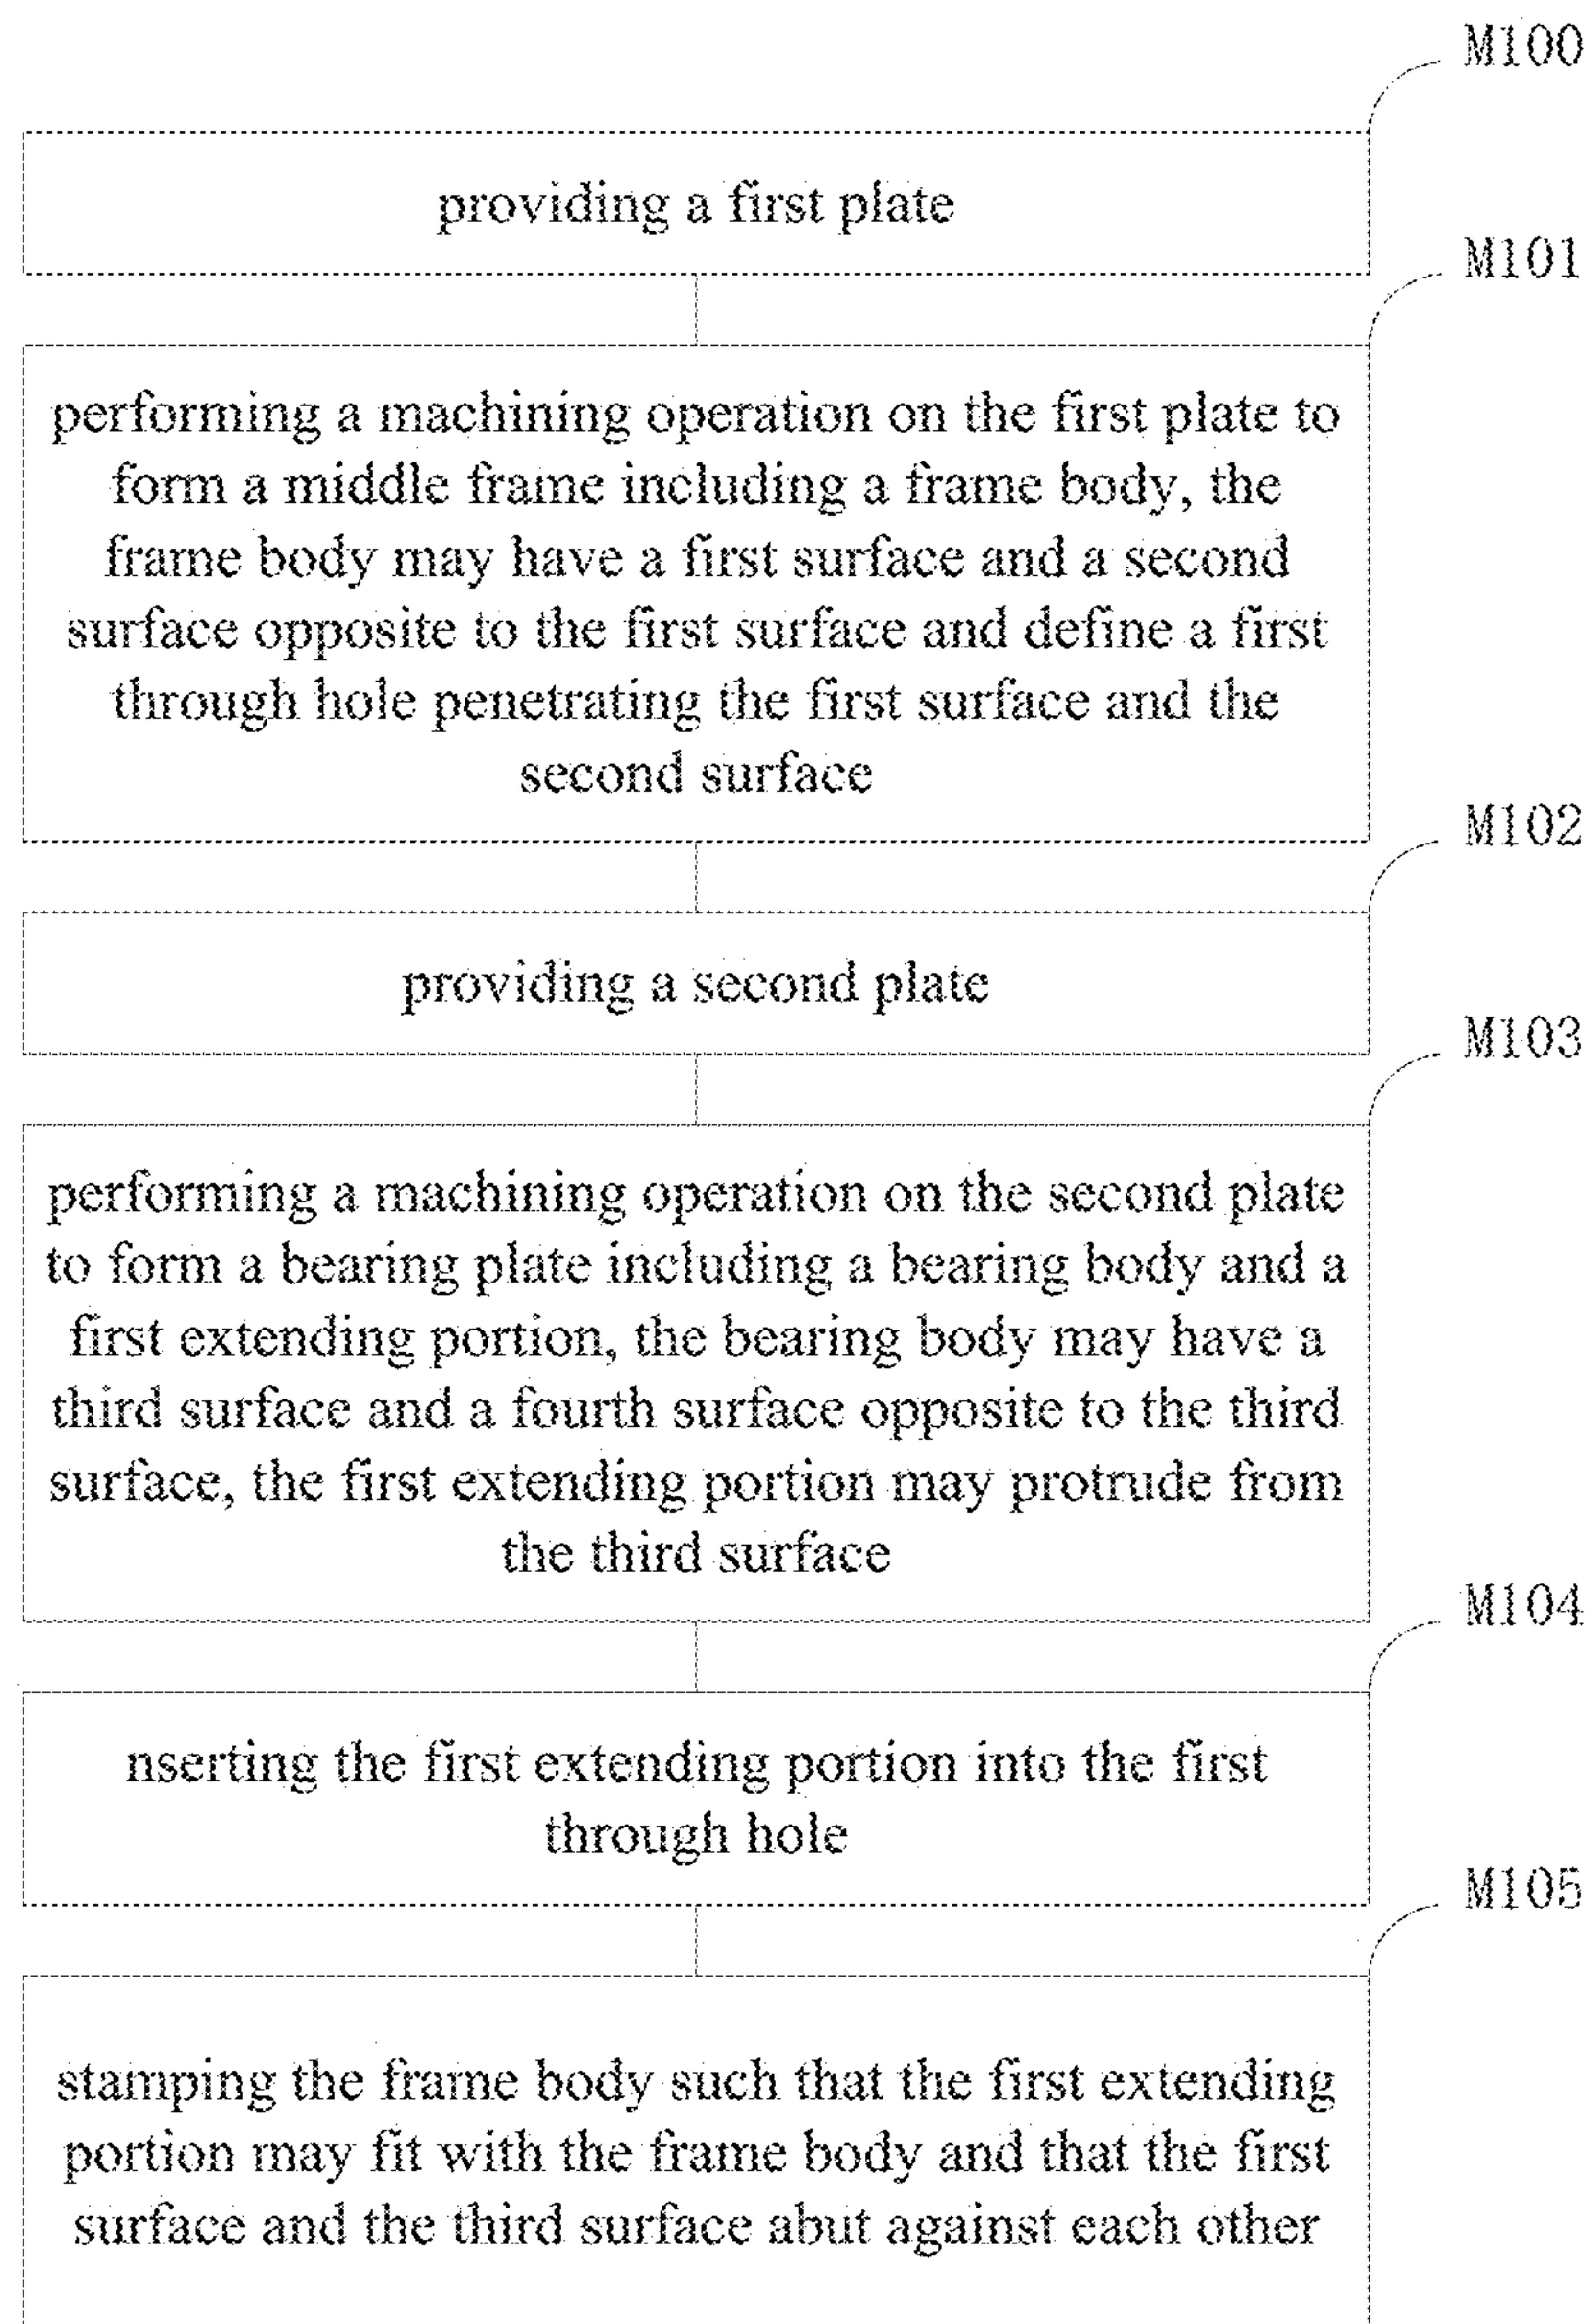 M100
providing a first plate
M101
performing a machining operation on the first plate to
form a middle frame including a frame body, the
frame body may have a first surface and a second
surface opposite to the first surface and define a first
through hole penetrating the first surface and the
second surface
M102
providing a second plate
M103
performing a machining operation on the second plate
to form a bearing plate including a bearing body and a
first extending portion, the bearing body may have a
third surface and a fourth surface opposite to the third
surface, the first extending portion may protrude from
the third surface
M104
nserting the first extending portion into the first
through hole
M105
stamping the frame body such that the first extending
portion may fit with the frame body and that the first
surface and the third surface abut against each other